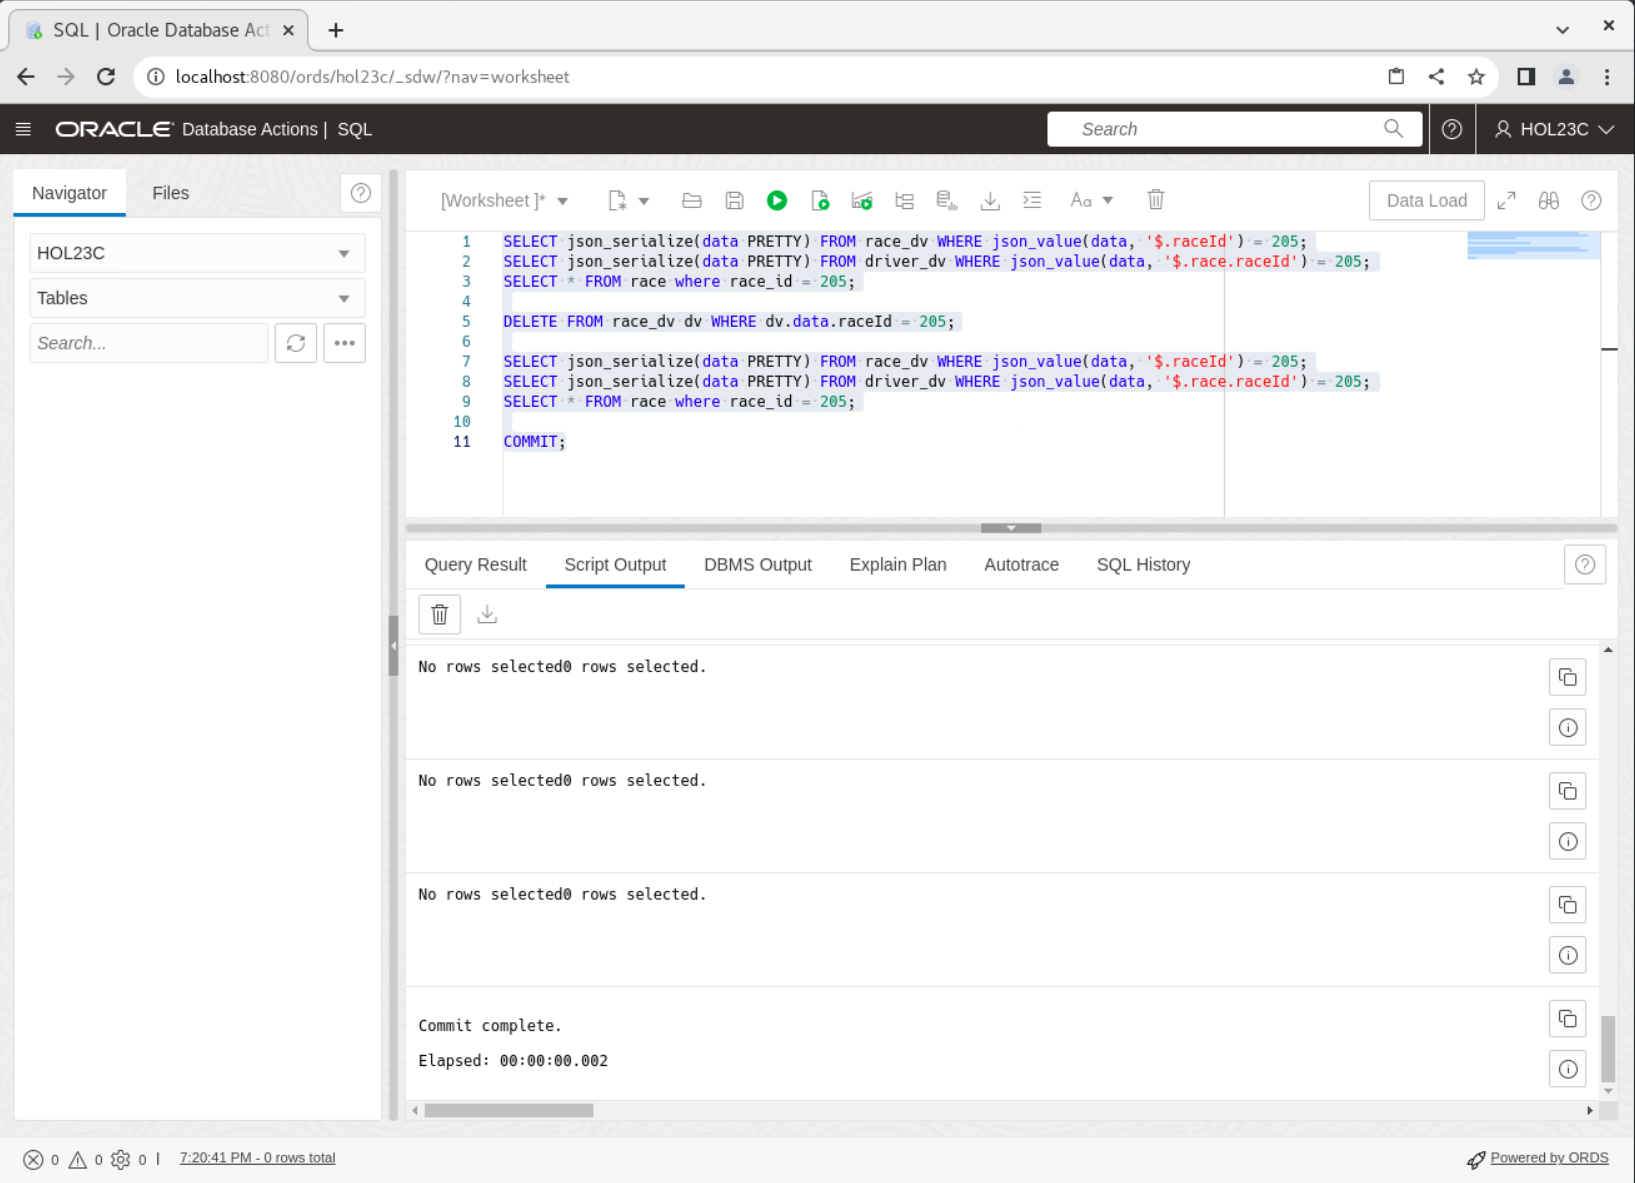 SQL | Oracle Database Act
localhost:8080/ords/hol23c/_sdw/?nav=worksheet
ORACLE Database Actions | SQL
Search
HOL23C
Navigator
Files
HOL23C
Tables
Search...
[Worksheet ]*
Aa
Data Load
1 SELECT json_serialize(data PRETTY) FROM race_dv WHERE json_value(data, '$.raceId') = 205;
2 SELECT json_serialize(data PRETTY) FROM driver_dv WHERE json_value(data, '$.race.raceId') = 205;
3 SELECT * FROM race where race_id = 205;
4
5 DELETE FROM race_dv dv WHERE dv.data.raceId = 205;
6
7 SELECT json_serialize(data PRETTY) FROM race_dv WHERE json_value(data, '$.raceId') = 205;
8 SELECT json_serialize(data PRETTY) FROM driver_dv WHERE json_value(data, '$.race.raceId') = 205;
9 SELECT * FROM race where race_id = 205;
10
11 COMMIT;
Query Result
Script Output
DBMS Output
Explain Plan
Autotrace
SQL History
No rows selected0 rows selected.
No rows selected0 rows selected.
No rows selected0 rows selected.
Commit complete.
Elapsed: 00:00:00.002
0 0 0 | 7:20:41 PM - 0 rows total
Powered by ORDS